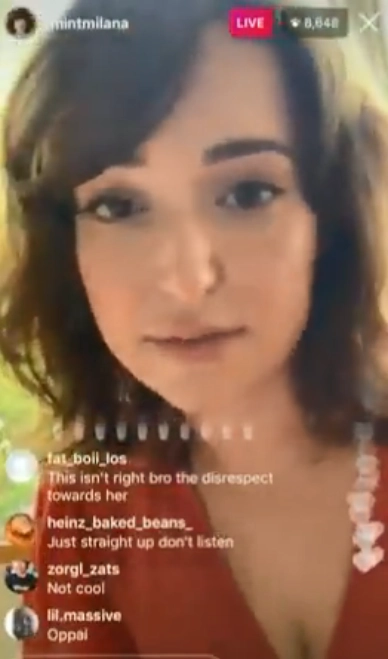 mintmilana
LIVE
8,648
fat_boii_los
This isn't right bro the disrespect
towards her
heinz_baked_beans_
Just straight up don't listen
zorgl_zats
Not cool
lil.massive
Oppai